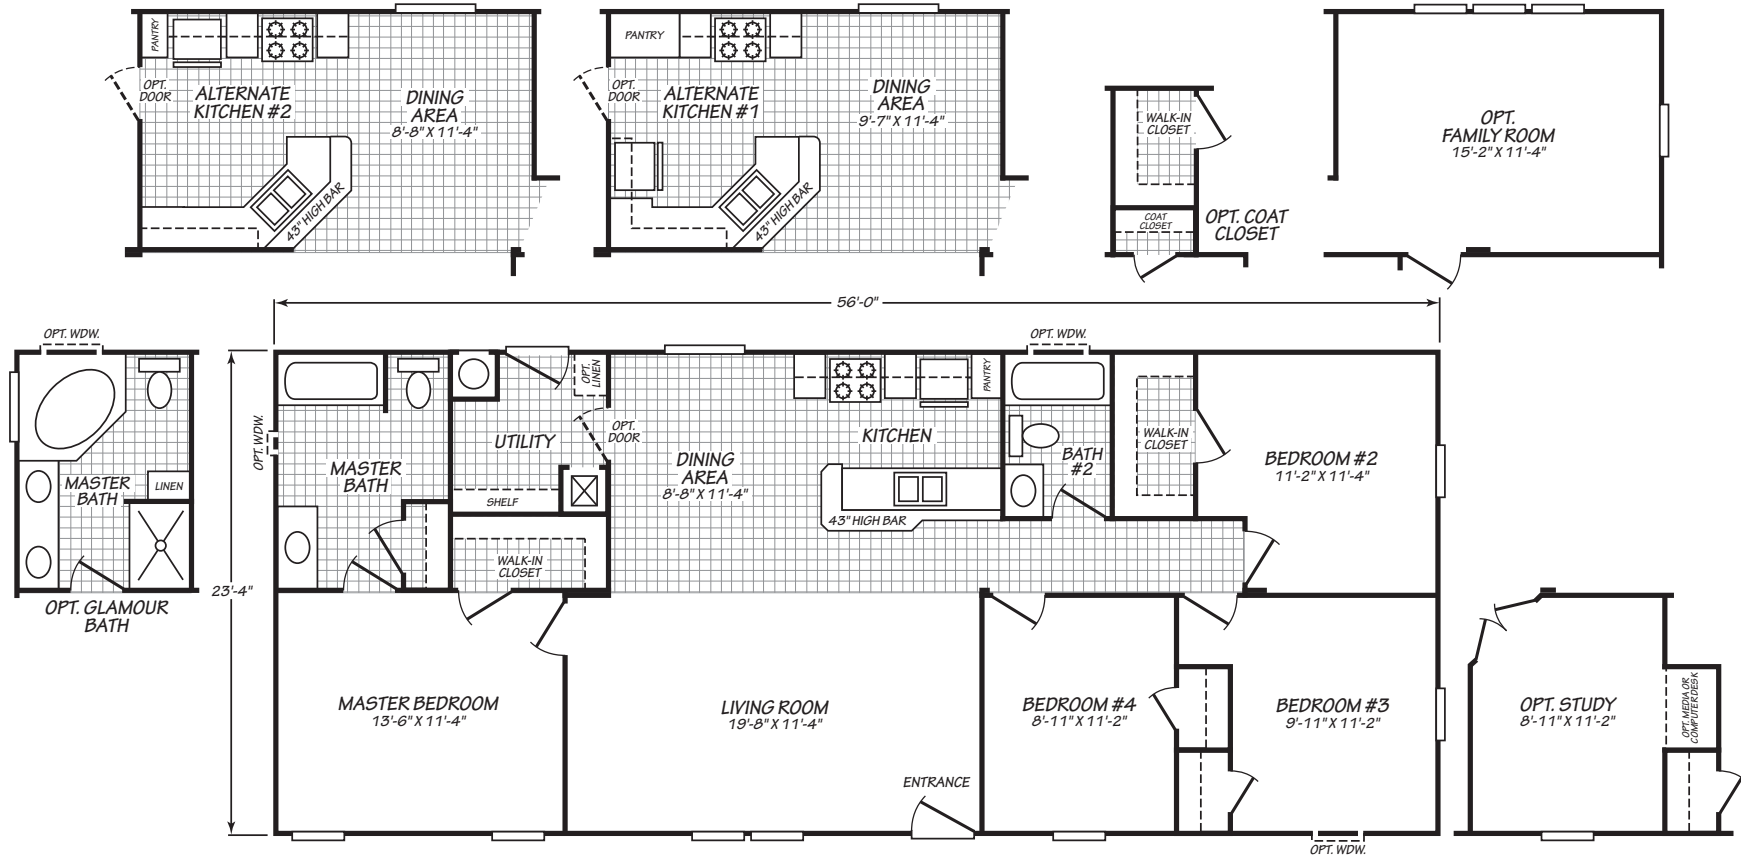 PANTRY
OPT.
DOOR
ALTERNATE
KITCHEN #2
DINING
AREA
8'-8" X 11'-4"
43" HIGH BAR
PANTRY
OPT.
DOOR
ALTERNATE
KITCHEN #1
DINING
AREA
9'-7" X 11'-4"
43" HIGH BAR
WALK-IN
CLOSET
COAT
CLOSET
OPT. COAT
CLOSET
OPT.
FAMILY ROOM
15'-2" X 11'-4"
56'-0"
OPT. WDW.
MASTER
BATH
LINEN
OPT. GLAMOUR
BATH
23'-4"
OPT. WDW.
MASTER
BATH
UTILITY
OPT.
LINEN
OPT.
DOOR
SHELF
WALK-IN
CLOSET
DINING
AREA
8'-8" X 11'-4"
KITCHEN
PANTRY
43" HIGH BAR
OPT. WDW.
BATH
#2
WALK-IN
CLOSET
BEDROOM #2
11'-2" X 11'-4"
MASTER BEDROOM
13'-6" X 11'-4"
LIVING ROOM
19'-8" X 11'-4"
ENTRANCE
BEDROOM #4
8'-11" X 11'-2"
BEDROOM #3
9'-11" X 11'-2"
OPT. WDW.
OPT. STUDY
8'-11" X 11'-2"
OPT. MEDIA OR
COMPUTER DESK